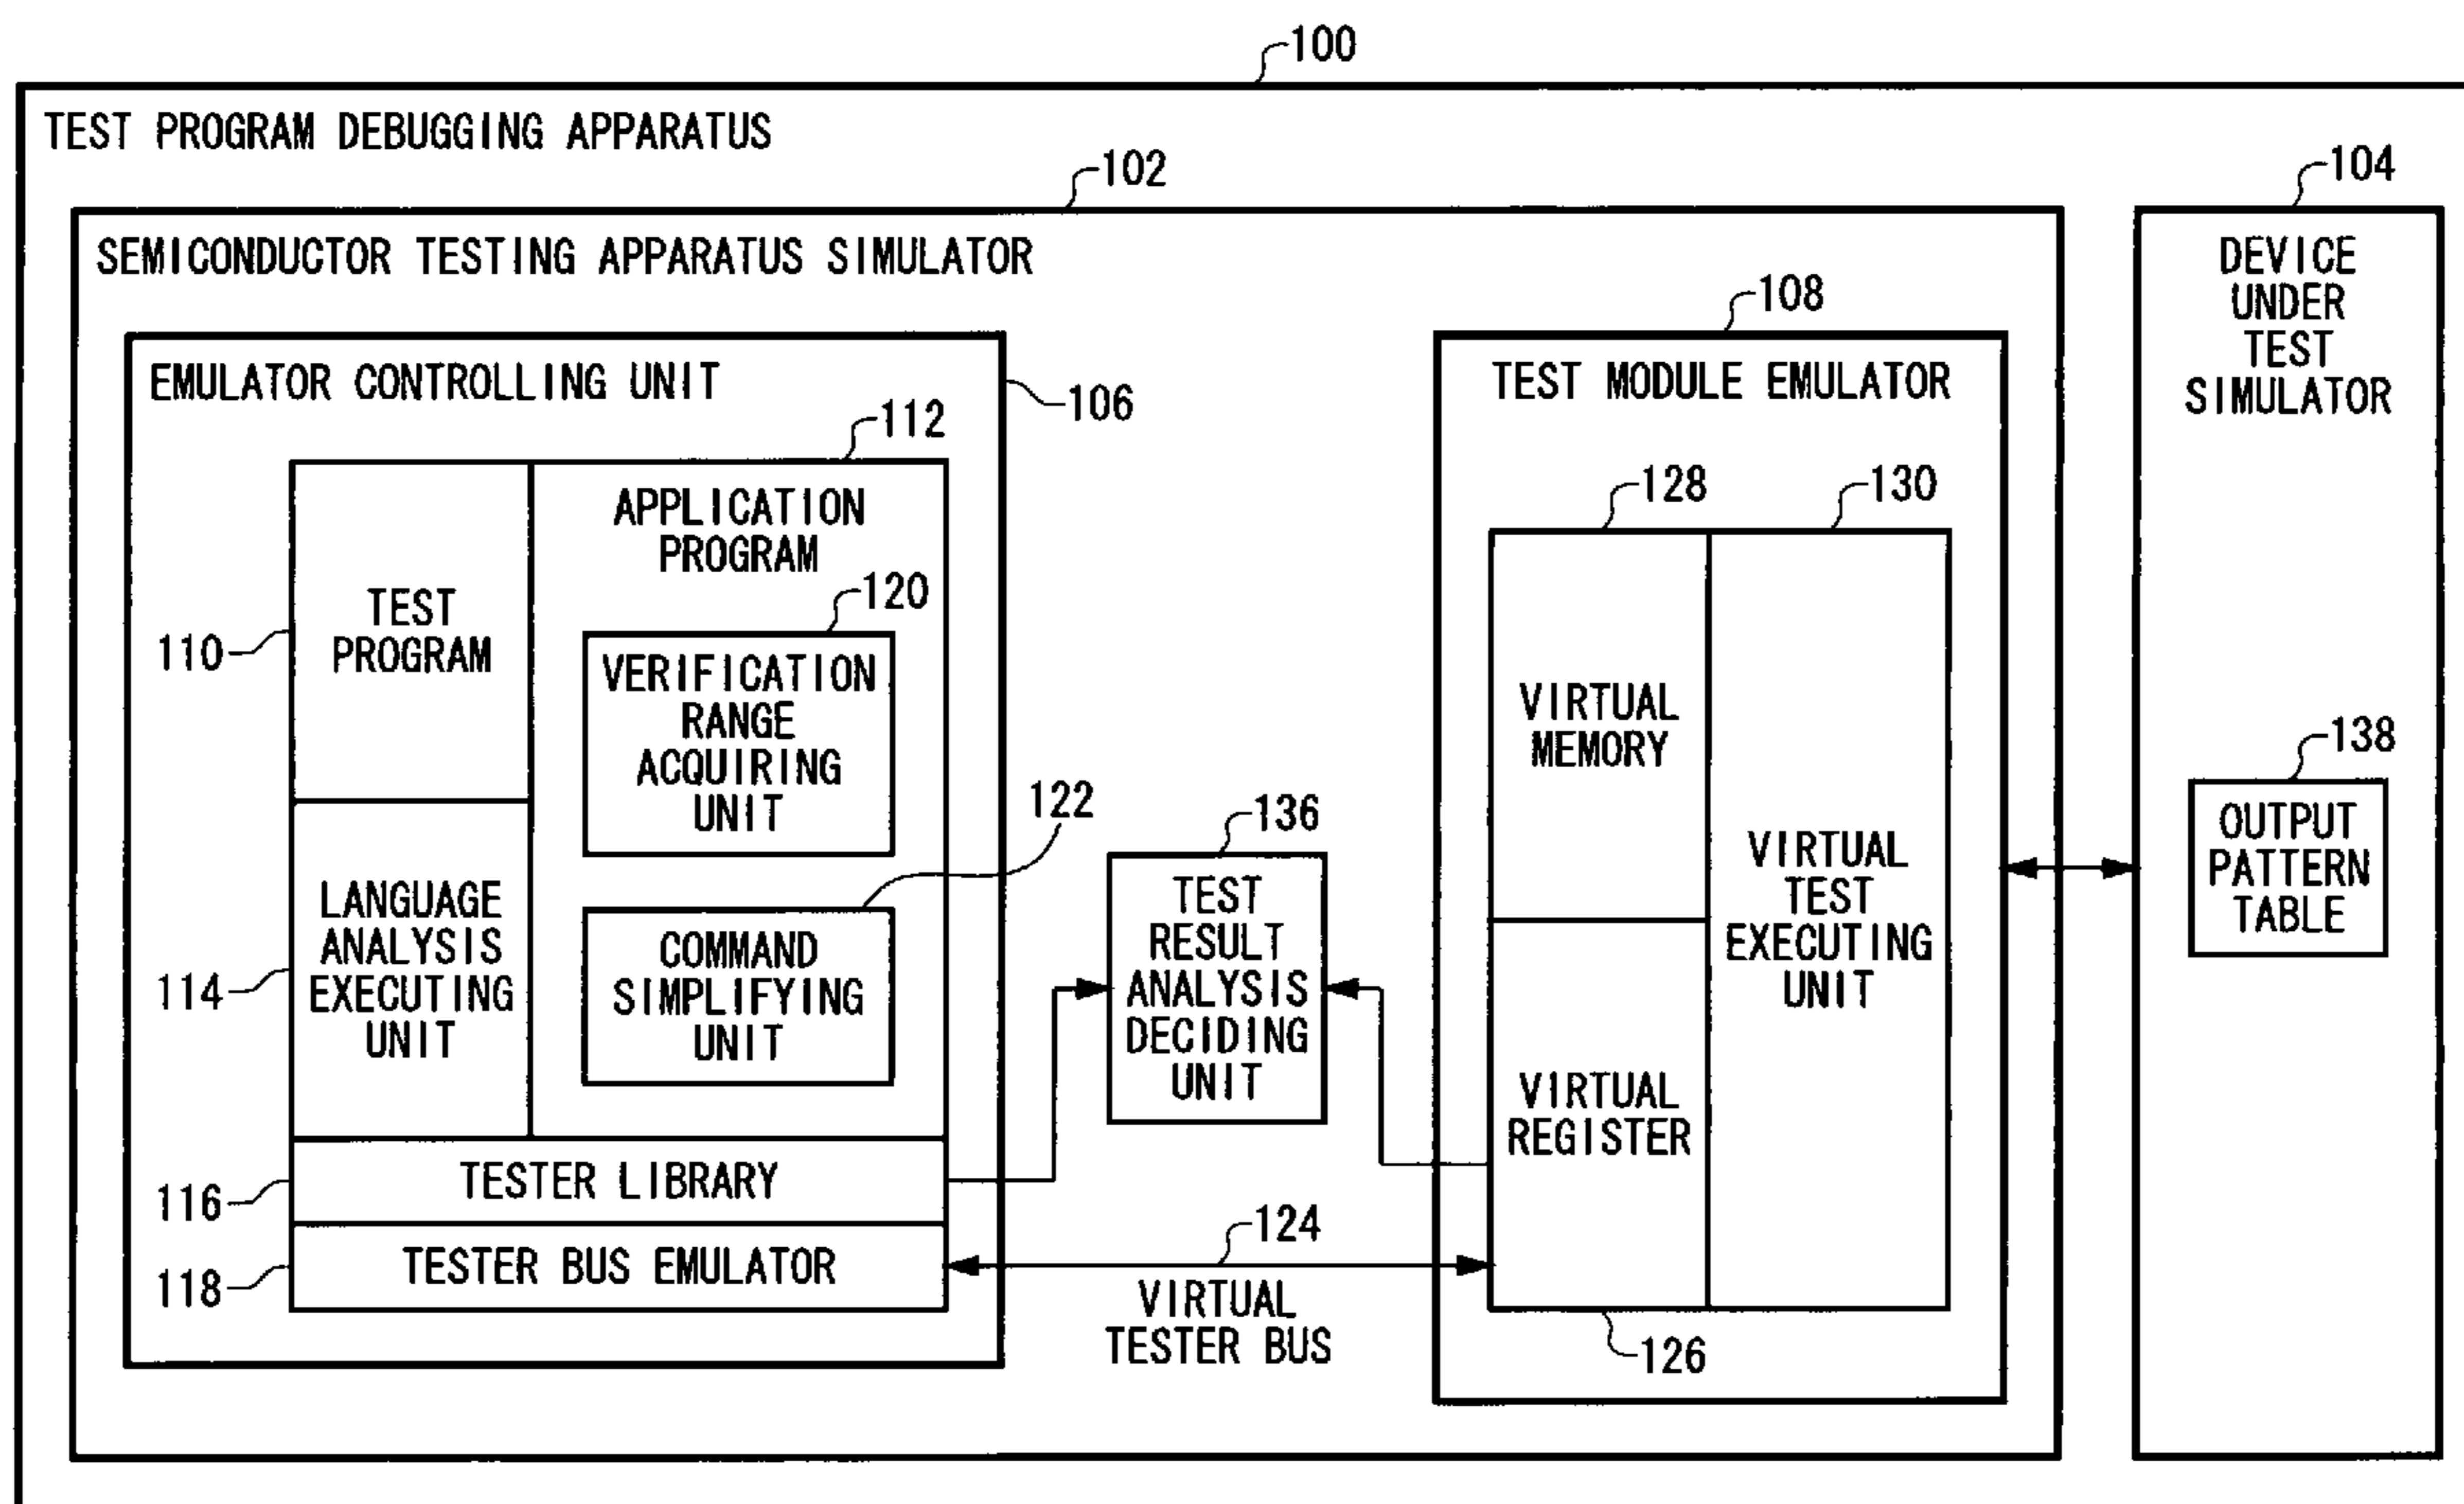 100
TEST PROGRAM DEBUGGING APPARATUS
102
104
SEMICONDUCTOR TESTING APPARATUS SIMULATOR
DEVICE
UNDER
TEST
SIMULATOR
108
EMULATOR CONTROLLING UNIT
106
TEST MODULE EMULATOR
112
APPLICATION
PROGRAM
128
130
110
TEST
PROGRAM
120
VERIFICATION
RANGE
ACQUIRING
UNIT
122
VIRTUAL
MEMORY
138
OUTPUT
PATTERN
TABLE
136
TEST
RESULT
ANALYSIS
DECIDING
UNIT
VIRTUAL
TEST
EXECUTING
UNIT
114
LANGUAGE
ANALYSIS
EXECUTING
UNIT
COMMAND
SIMPLIFYING
UNIT
VIRTUAL
REGISTER
116
TESTER LIBRARY
118
TESTER BUS EMULATOR
124
VIRTUAL
TESTER BUS
126